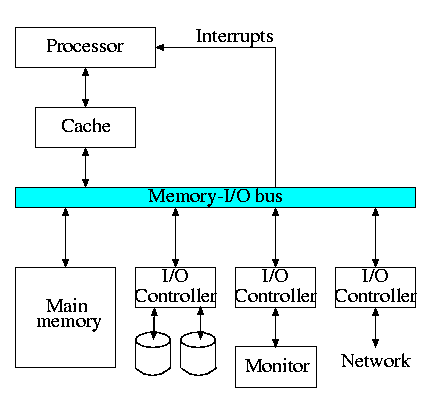 Interrupts
Processor
Cache
Memory-I/O bus
Main
memory
I/O
Controller
I/O
Controller
I/O
Controller
Monitor
Network